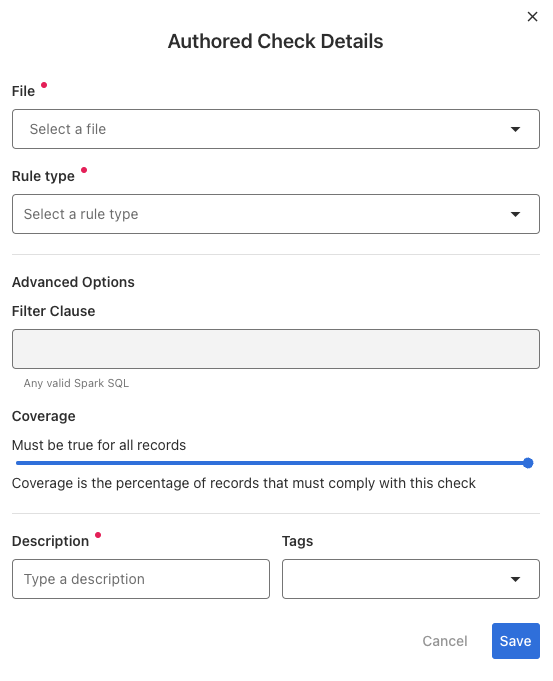 Authored Check Details
File
Select a file
Rule type
Select a rule type
Advanced Options
Filter Clause
Any valid Spark SQL
Coverage
Must be true for all records
Coverage is the percentage of records that must comply with this check
Description Tags
Type a description
Cancel Save